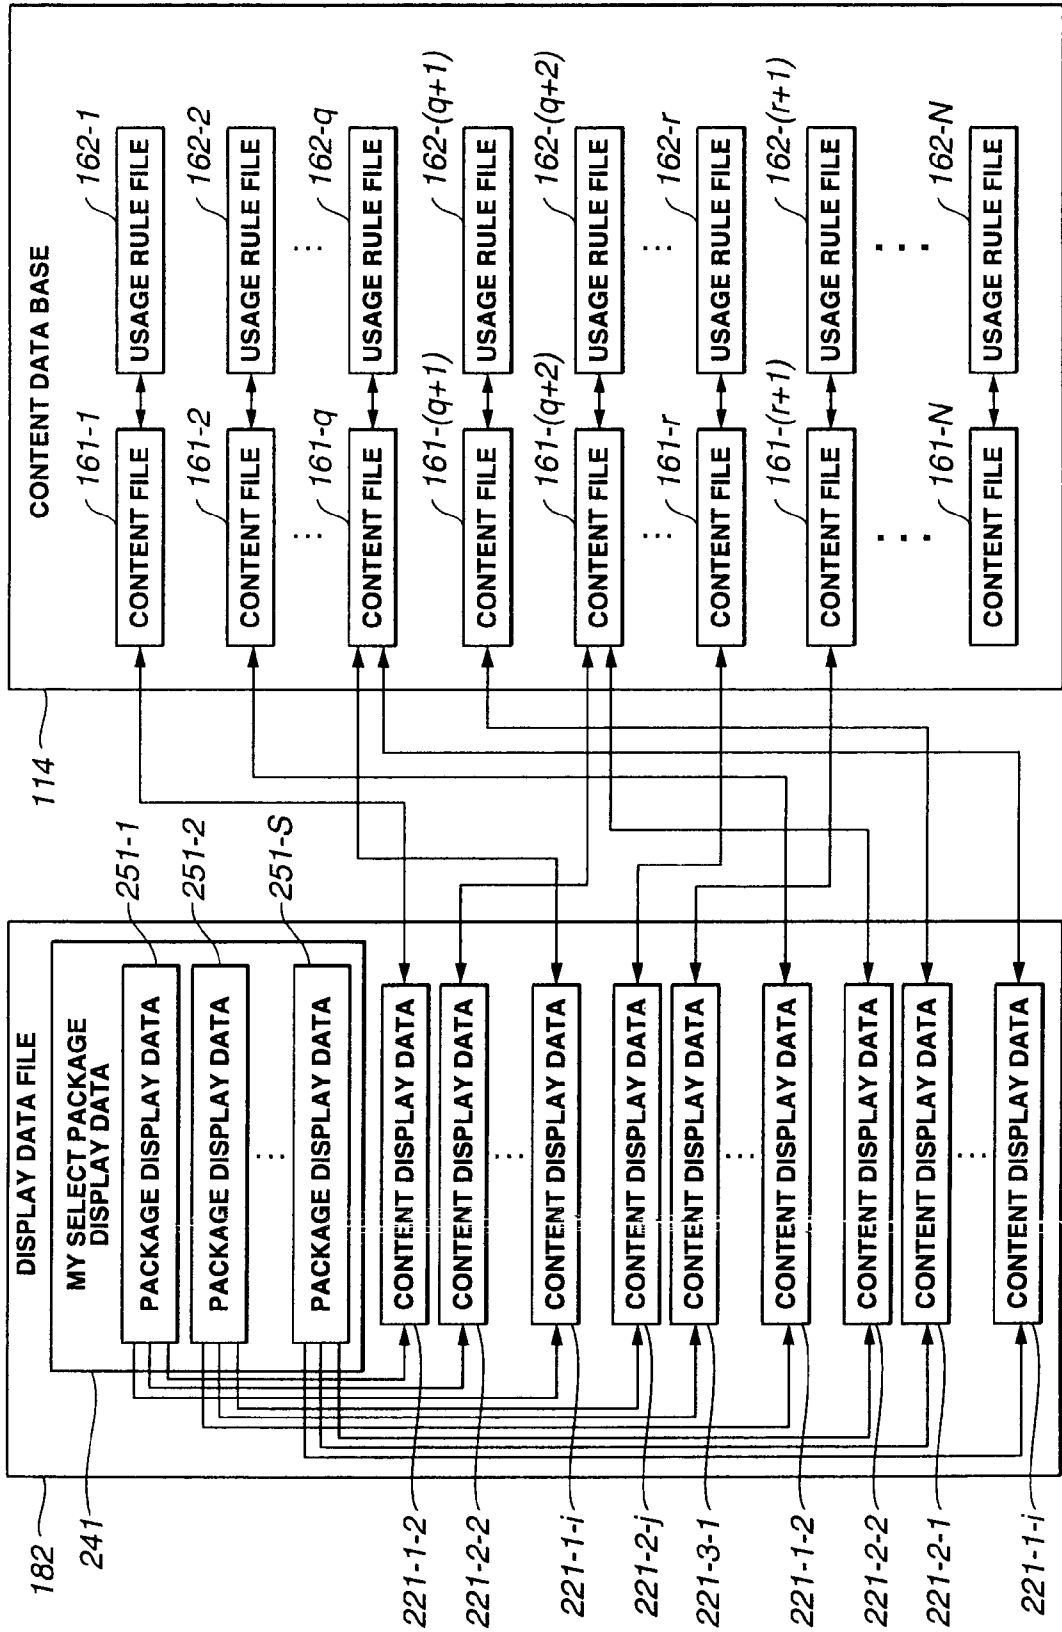 182
DISPLAY DATA FILE
241
MY SELECT PACKAGE
DISPLAY DATA
PACKAGE DISPLAY DATA
251-1
PACKAGE DISPLAY DATA
251-2
...
PACKAGE DISPLAY DATA
251-S
221-1-2
CONTENT DISPLAY DATA
221-2-2
CONTENT DISPLAY DATA
...
221-1-i
CONTENT DISPLAY DATA
221-2-j
CONTENT DISPLAY DATA
221-3-1
CONTENT DISPLAY DATA
...
221-1-2
CONTENT DISPLAY DATA
221-2-2
CONTENT DISPLAY DATA
221-2-1
CONTENT DISPLAY DATA
...
221-1-i
CONTENT DISPLAY DATA
114
CONTENT DATA BASE
161-1
CONTENT FILE
162-1
USAGE RULE FILE
161-2
CONTENT FILE
162-2
USAGE RULE FILE
... ...
161-q
CONTENT FILE
162-q
USAGE RULE FILE
161-(q+1)
CONTENT FILE
162-(q+1)
USAGE RULE FILE
161-(q+2)
CONTENT FILE
162-(q+2)
USAGE RULE FILE
... ...
161-r
CONTENT FILE
162-r
USAGE RULE FILE
161-(r+1)
CONTENT FILE
162-(r+1)
USAGE RULE FILE
... ...
161-N
CONTENT FILE
162-N
USAGE RULE FILE